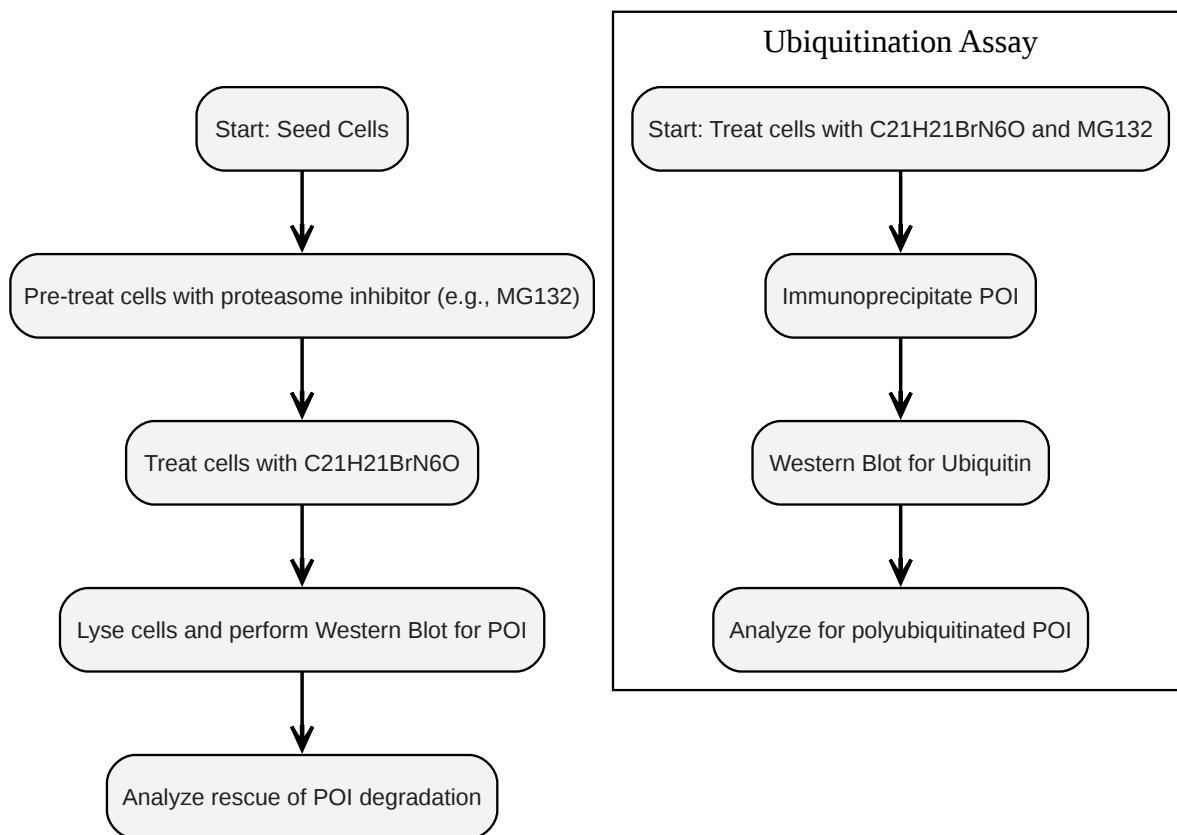 Start: Seed Cells
Pre-treat cells with proteasome inhibitor (e.g., MG132)
Treat cells with C21H21BrN6O
Lyse cells and perform Western Blot for POI
Analyze rescue of POI degradation
Ubiquitination Assay
Start: Treat cells with C21H21BrN6O and MG132
Immunoprecipitate POI
Western Blot for Ubiquitin
Analyze for polyubiquitinated POI